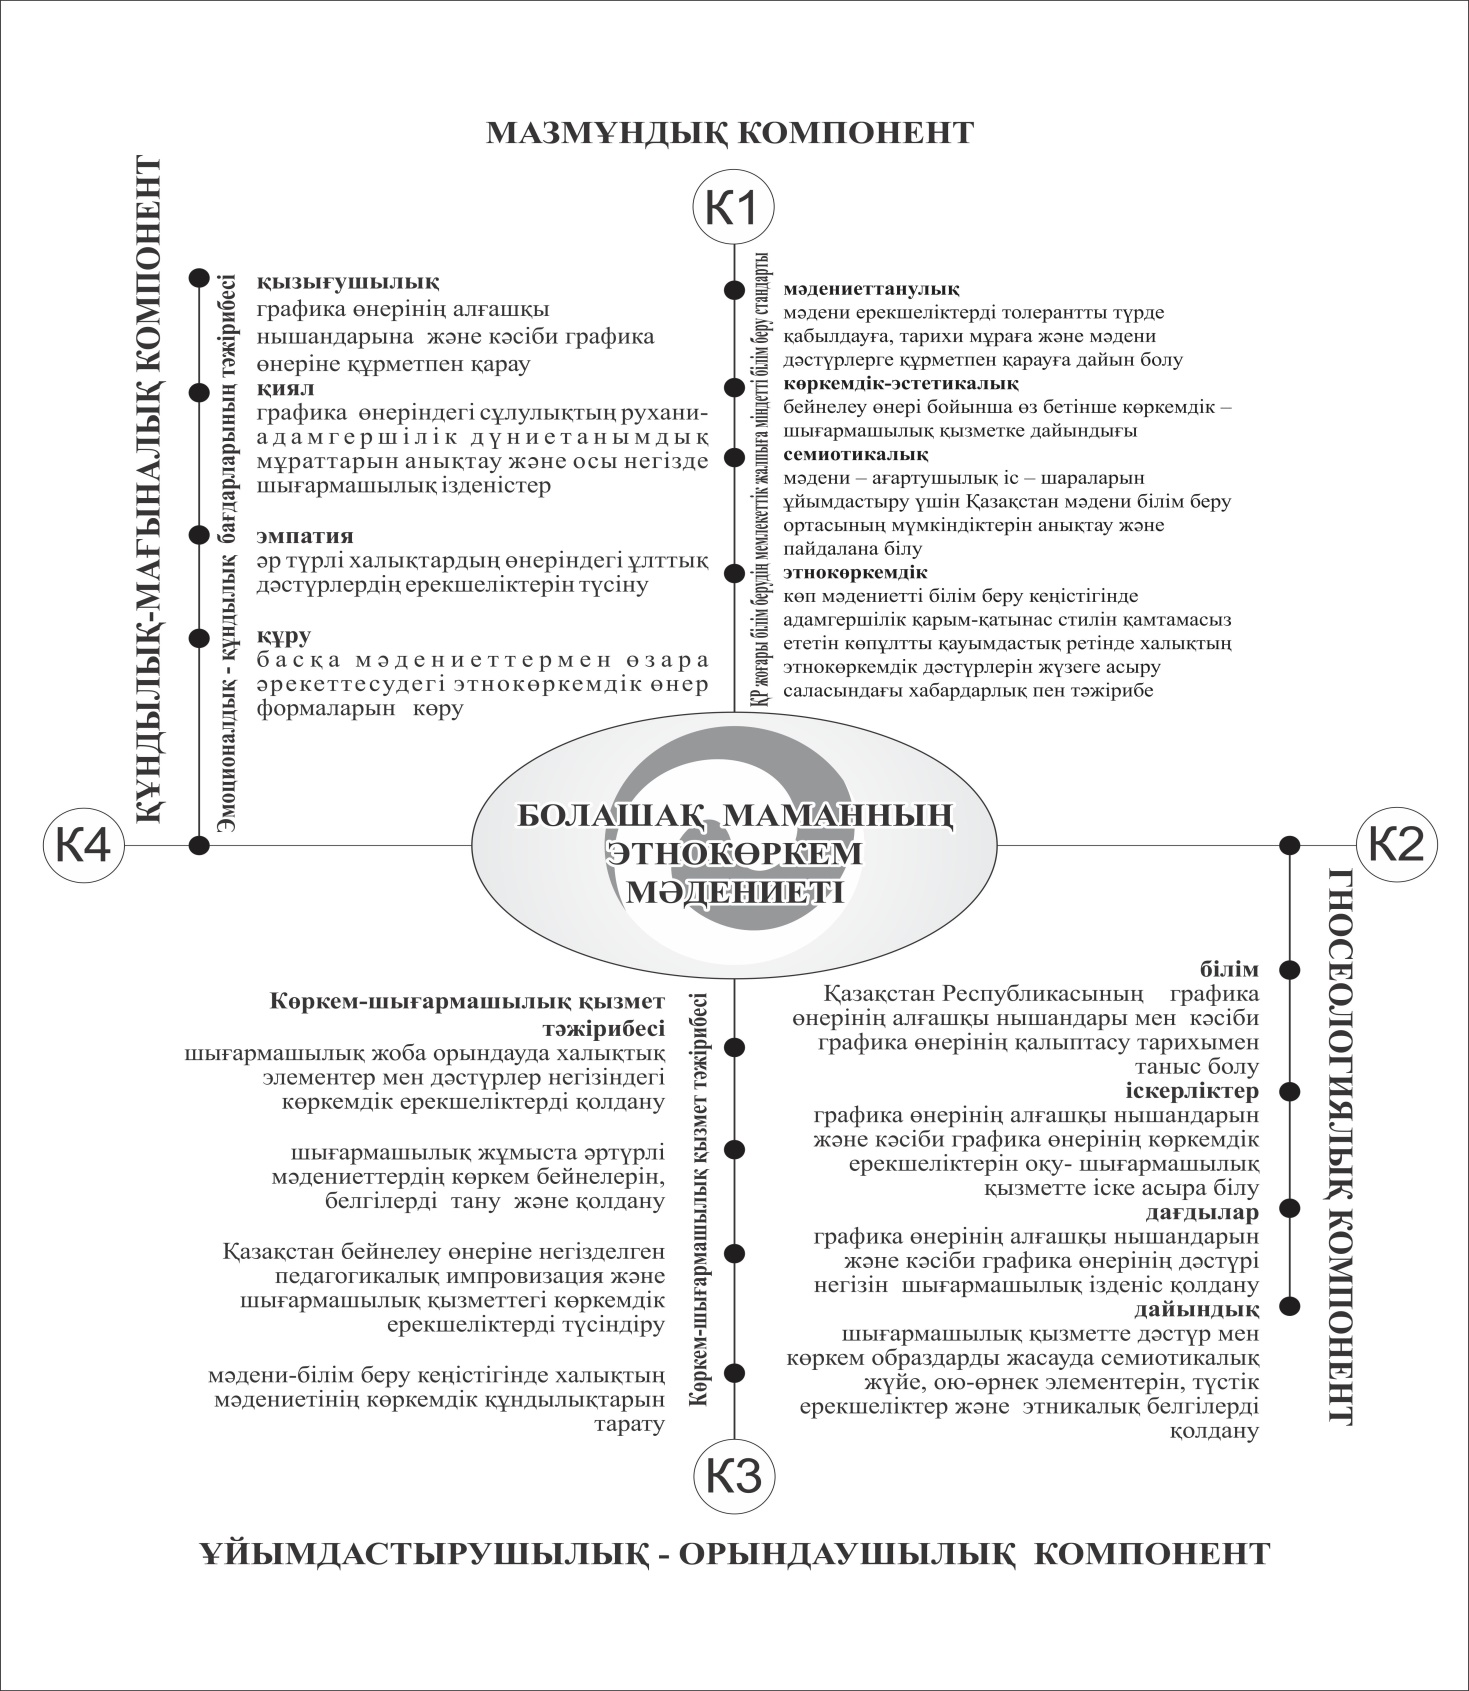 МАЗМҰНДЫҚ КОМПОНЕНТ
К1
ҚР жоғары білім берудің мемлекеттік жалпыға міндетті білім беру стандарты
мәдениеттанулық
мәдени ерекшеліктерді толерантты түрде
қабылдауға, тарихи мұраға және мәдени
дәстүрлерге құрметпен қарауға дайын болу
көркемдік-эстетикалық
бейнелеу өнері бойынша өз бетінше көркемдік –
шығармашылық қызметке дайындығы
семиотикалық
мәдени – ағартушылық іс – шараларын
ұйымдастыру үшін Қазақстан мәдени білім беру
ортасының мүмкіндіктерін анықтау және
пайдалана білу
этнокөркемдік
көп мәдениетті білім беру кеңістігінде
адамгершілік қарым-қатынас стилін қамтамасыз
ететін көпұлтты қауымдастық ретінде халықтың
этнокөркемдік дәстүрлерін жүзеге асыру
саласындағы хабардарлық пен тәжірибе
ҚҰНДЫЛЫҚ-МАҒЫНАЛЫҚ КОМПОНЕНТ
Эмоционалдық - құндылық бағдарларының тәжірибесі
қызығушылық
графика өнерінің алғашқы
нышандарына және кәсіби графика
өнеріне құрметпен қарау
қиял
графика өнеріндегі сұлулықтың рухани-
адамгершілік дүниетанымдық
мұраттарын анықтау және осы негізде
шығармашылық ізденістер
эмпатия
әр түрлі халықтардың өнеріндегі ұлттық
дәстүрлердің ерекшеліктерін түсіну
құру
басқа мәдениеттермен өзара
әрекеттесудегі этнокөркемдік өнер
формаларын көру
К4
БОЛАШАҚ МАМАННЫҢ
ЭТНОКӨРКЕМ
МӘДЕНИЕТІ
К2
ГНОСЕОЛОГИЯЛЫҚ КОМПОНЕНТ
білім
Қазақстан Республикасының графика
өнерінің алғашқы нышандары мен кәсіби
графика өнерінің қалыптасу тарихымен
таныс болу
іскерліктер
графика өнерінің алғашқы нышандарын
және кәсіби графика өнерінің көркемдік
ерекшеліктерін оқу- шығармашылық
қызметте іске асыра білу
дағдылар
графика өнерінің алғашқы нышандарын
және кәсіби графика өнерінің дәстүрі
негізін шығармашылық ізденіс қолдану
дайындық
шығармашылық қызметте дәстүр мен
көркем образдарды жасауда семиотикалық
жүйе, ою-өрнек элементерін, түстік
ерекшеліктер және этникалық белгілерді
қолдану
Көркем-шығармашылық қызмет
тәжірибесі
шығармашылық жоба орындауда халықтық
элементер мен дәстүрлер негізіндегі
көркемдік ерекшеліктерді қолдану
шығармашылық жұмыста әртүрлі
мәдениеттердің көркем бейнелерін,
белгілерді тану және қолдану
Қазақстан бейнелеу өнеріне негізделген
педагогикалық импровизация және
шығармашылық қызметтегі көркемдік
ерекшеліктерді түсіндіру
мәдени-білім беру кеңістігінде халықтың
мәдениетінің көркемдік құндылықтарын
тарату
Көркем-шығармашылық қызмет тәжірибесі
К3
ҰЙЫМДАСТЫРУШЫЛЫҚ - ОРЫНДАУШЫЛЫҚ КОМПОНЕНТ